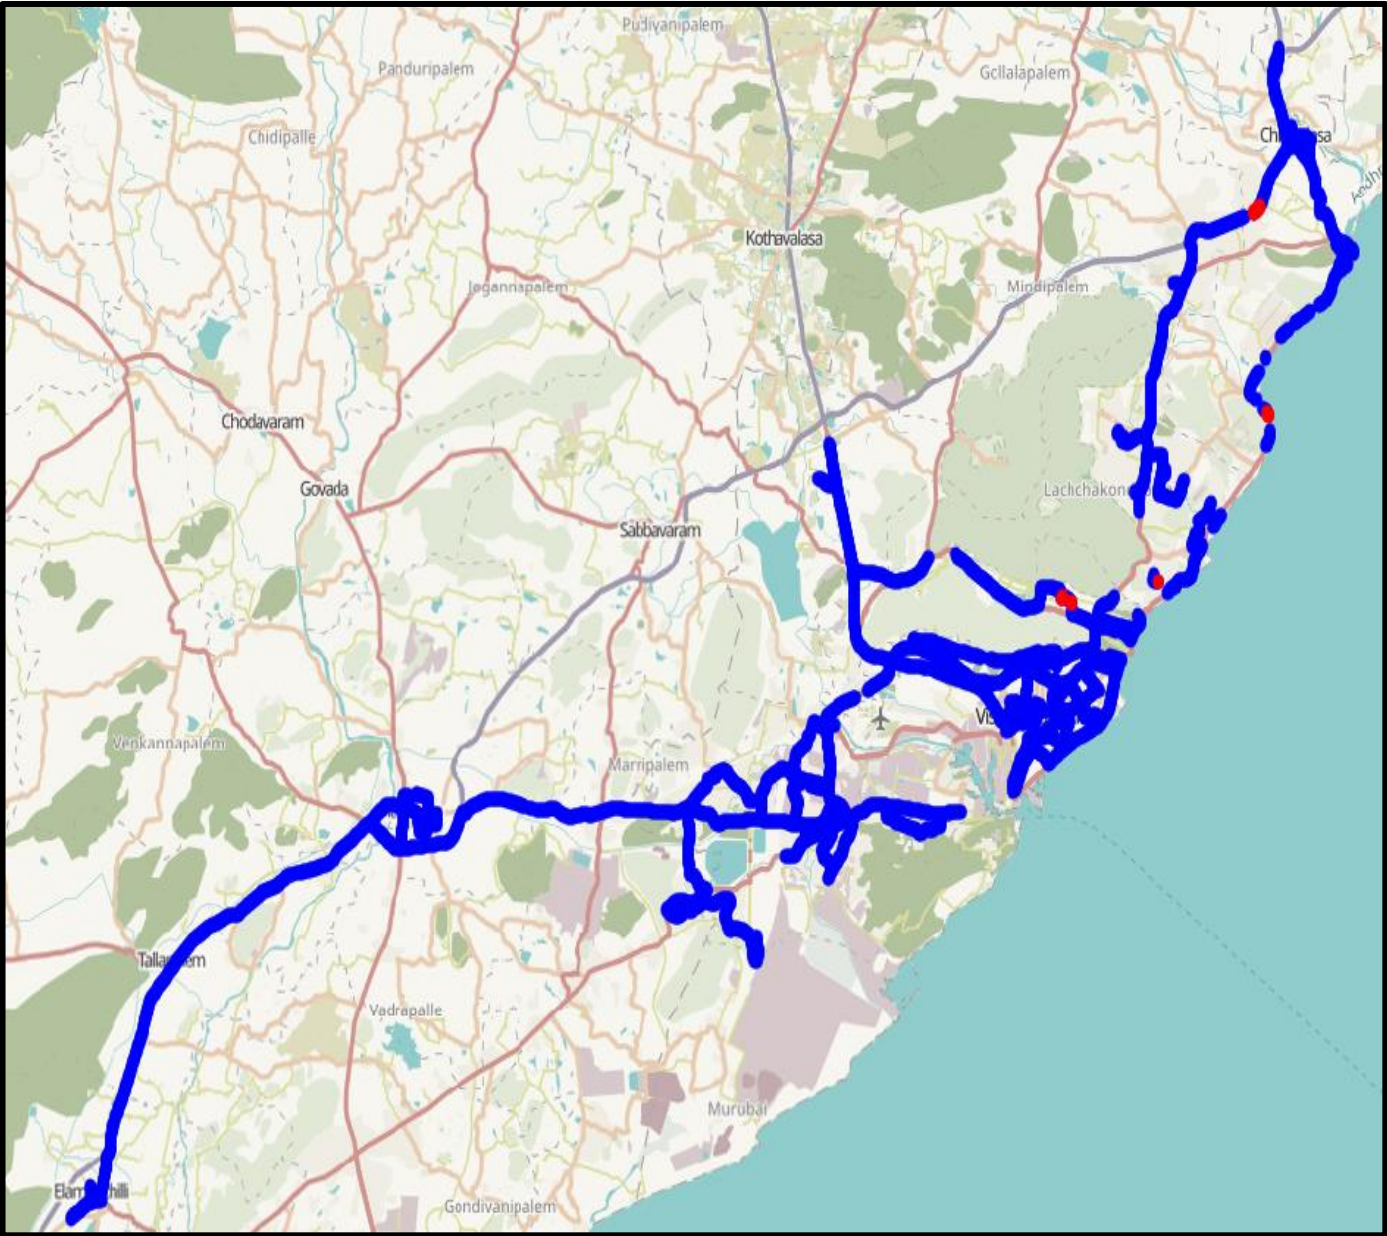 Pudivanipalem
Panduripalem
Gollalapalem
Chidipalle
Kothavalasa
Jogannapalem
Mindipalem
Chodavaram
Govada
Lachchakon
Sabbavaram
Venkannapalem
Marripalem
Vadrapalle
Murubai
Gondivanipalem